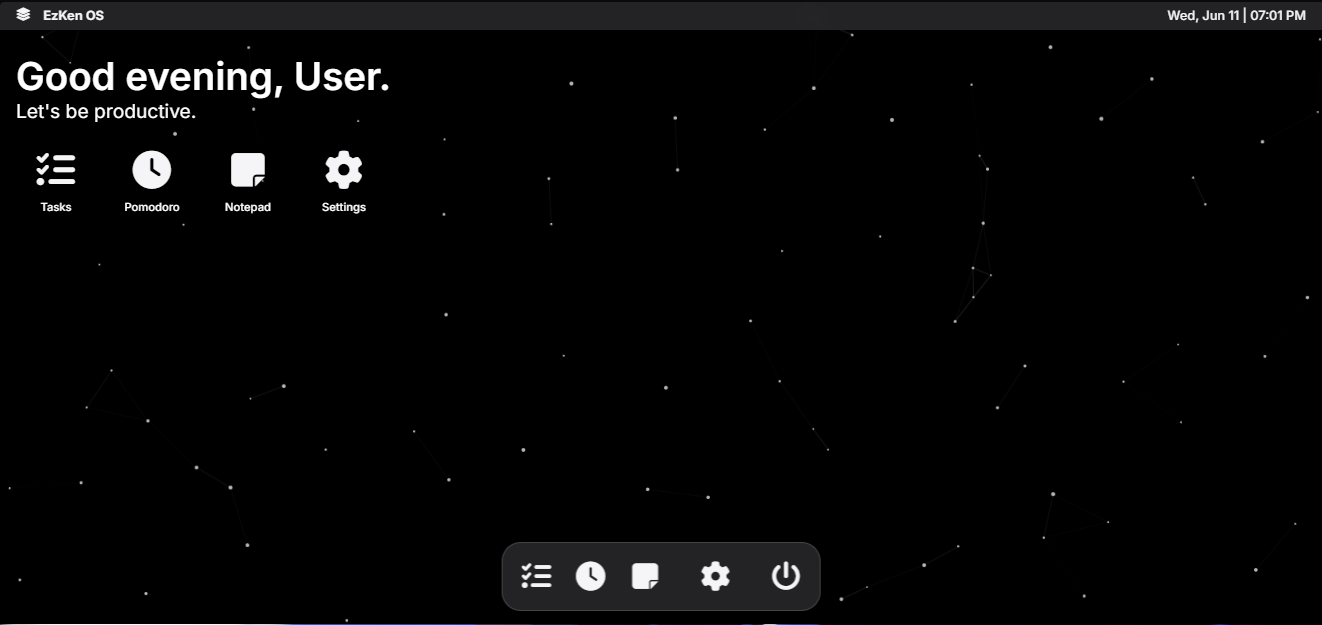 EzKen OS
Wed, Jun 11 | 07:01 PM
Good evening, User.
Let's be productive.
Tasks
Pomodoro
Notepad
Settings